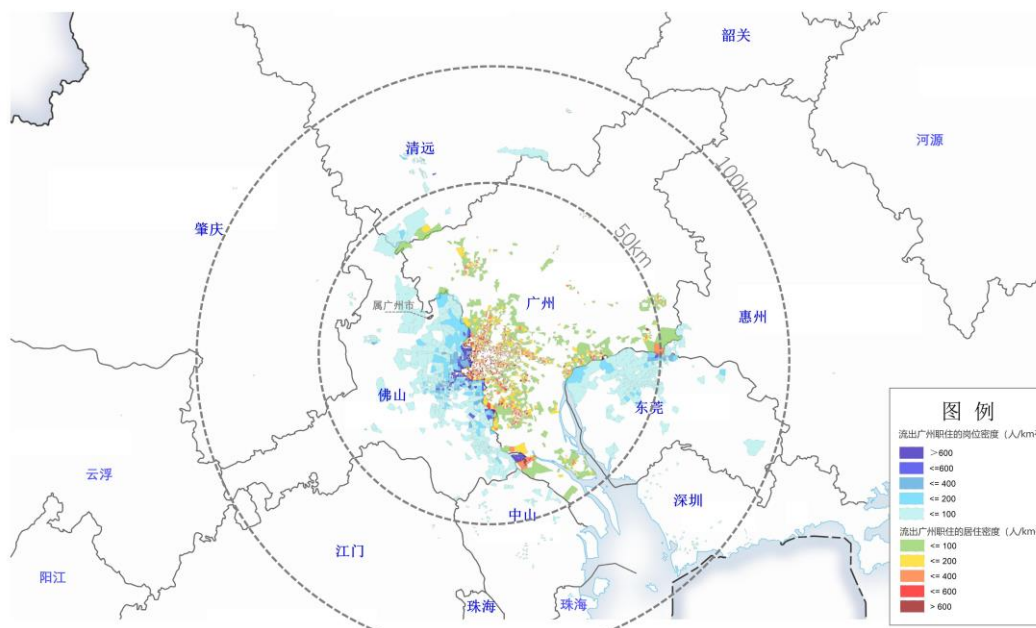 韶关
河源
清远
100km
肇庆
50km
属广州市
广州
惠州
佛山
东莞
云浮
深圳
中山
江门
阳江
珠海
珠海
图 例
流出广州职住的岗位密度（人/km²
>600
<=600
<= 400
<= 200
<= 100
流出广州职住的居住密度（人/km
<= 100
<= 200
<= 400
<= 600
> 600